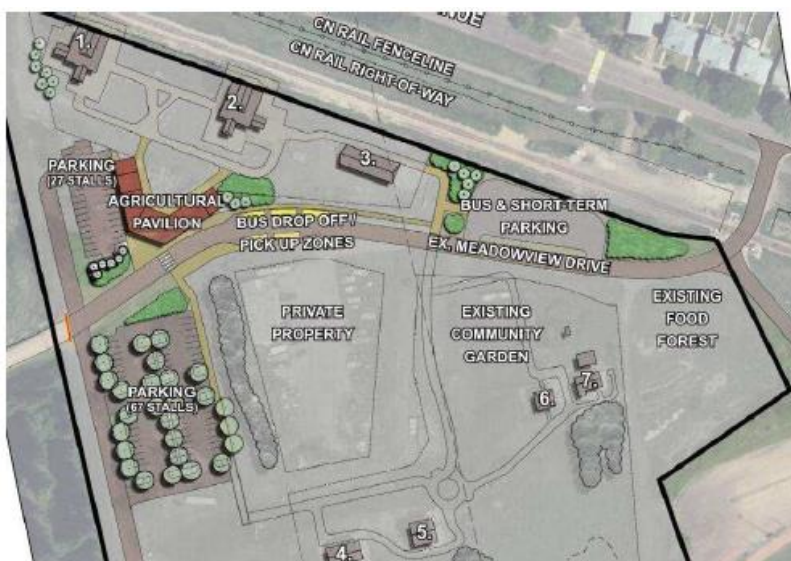 NUE
CN RAIL FENCELINE
CN RAIL RIGHT-OF-WAY
1.
2.
3.
PARKING
(27 STALLS)
AGRICULTURAL
PAVILION
BUS DROP OFF /
PICK UP ZONES
BUS & SHORT-TERM
PARKING
EX. MEADOWVIEW DRIVE
PRIVATE
PROPERTY
EXISTING
COMMUNITY
GARDEN
EXISTING
FOOD
FOREST
PARKING
(67 STALLS)
6.
7.
5.
4.